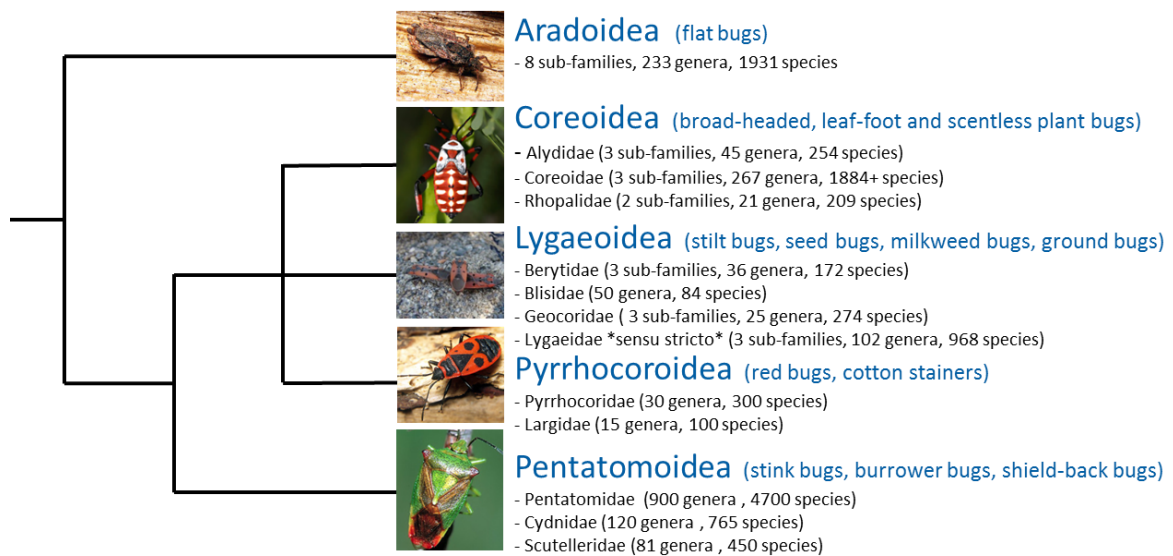 Aradoidea (flat bugs)
- 8 sub-families, 233 genera, 1931 species
Coreoidea (broad-headed, leaf-foot and scentless plant bugs)
- Alydidae (3 sub-families, 45 genera, 254 species)
- Coreoidae (3 sub-families, 267 genera, 1884+ species)
- Rhopalidae (2 sub-families, 21 genera, 209 species)
Lygaeoidea (stilt bugs, seed bugs, milkweed bugs, ground bugs)
- Berytidae (3 sub-families, 36 genera, 172 species)
- Blisidae (50 genera, 84 species)
- Geocoridae ( 3 sub-families, 25 genera, 274 species)
- Lygaeidae *sensu stricto* (3 sub-families, 102 genera, 968 species)
Pyrrhocoroidea (red bugs, cotton stainers)
- Pyrrhocoridae (30 genera, 300 species)
- Largidae (15 genera, 100 species)
Pentatomoidea (stink bugs, burrower bugs, shield-back bugs)
- Pentatomidae (900 genera , 4700 species)
- Cydnidae (120 genera , 765 species)
- Scutelleridae (81 genera , 450 species)